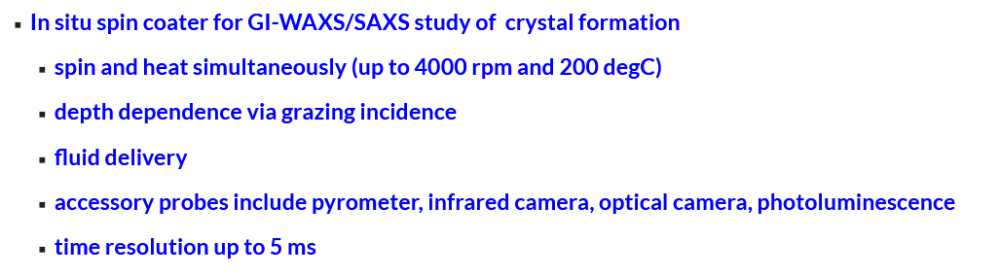 ▪ In situ spin coater for GI-WAXS/SAXS study of  crystal formation
▪ spin and heat simultaneously (up to 4000 rpm and 200 degC)
▪ depth dependence via grazing incidence
▪ fluid delivery
▪ accessory probes include pyrometer, infrared camera, optical camera, photoluminescence
▪ time resolution up to 5 ms